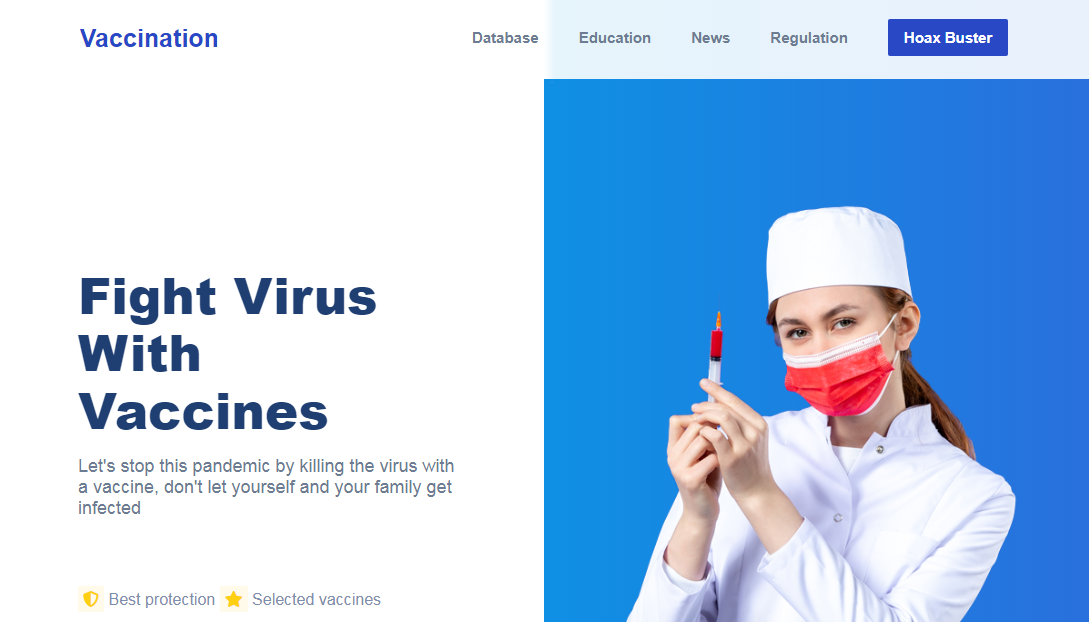 Vaccination
Database
Education
News
Regulation
Hoax Buster
Fight Virus
With
Vaccines
Let's stop this pandemic by killing the virus with
a vaccine, don't let yourself and your family get
infected
Best protection
Selected vaccines